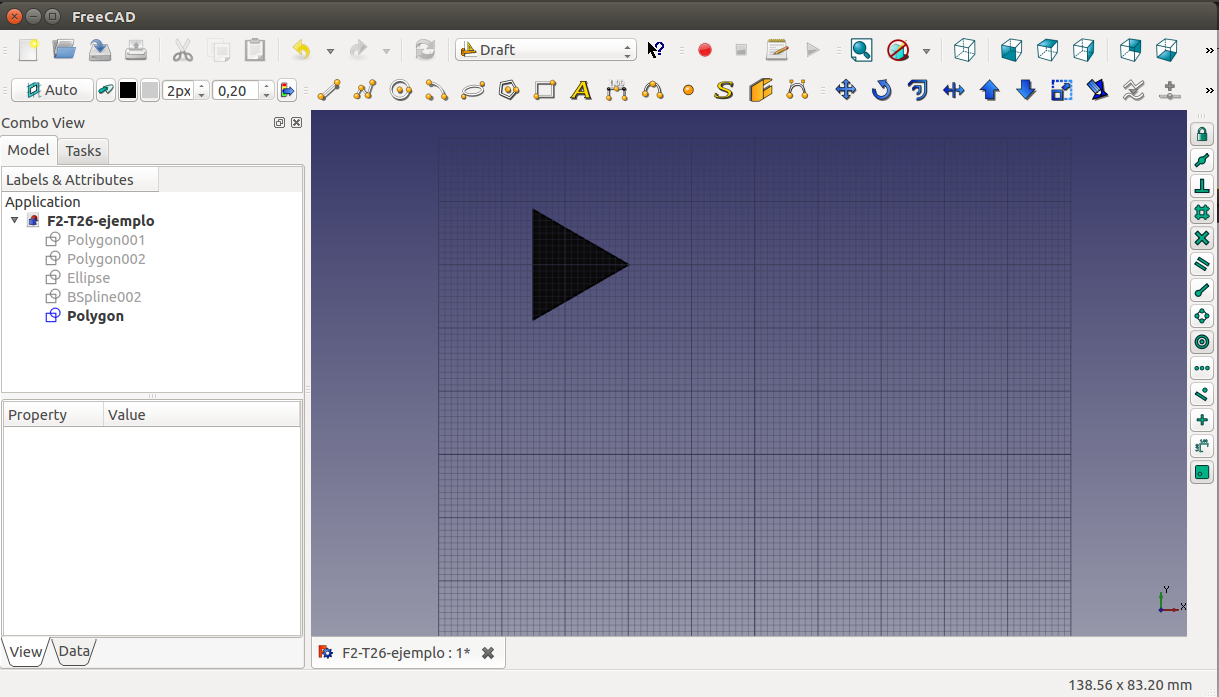 FreeCAD
Draft
Auto
2px
0,20
Combo View
Model Tasks
Labels & Attributes
Application
F2-T26-ejemplo
Polygon001
Polygon002
Ellipse
BSpline002
Polygon
Property Value
View Data
Y
X
F2-T26-ejemplo : 1*
138.56 x 83.20 mm